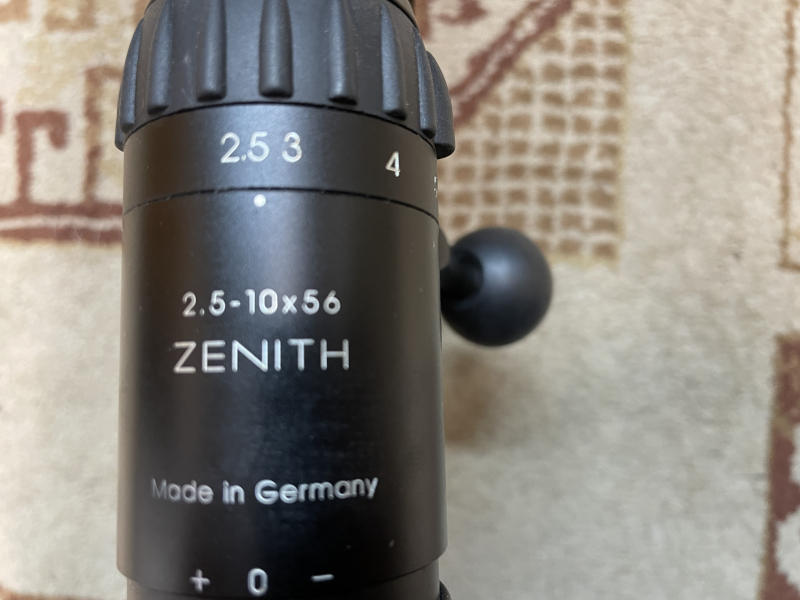 2.5 3 4
2.5-10x56
ZENITH
Made in Germany
+ 0 -